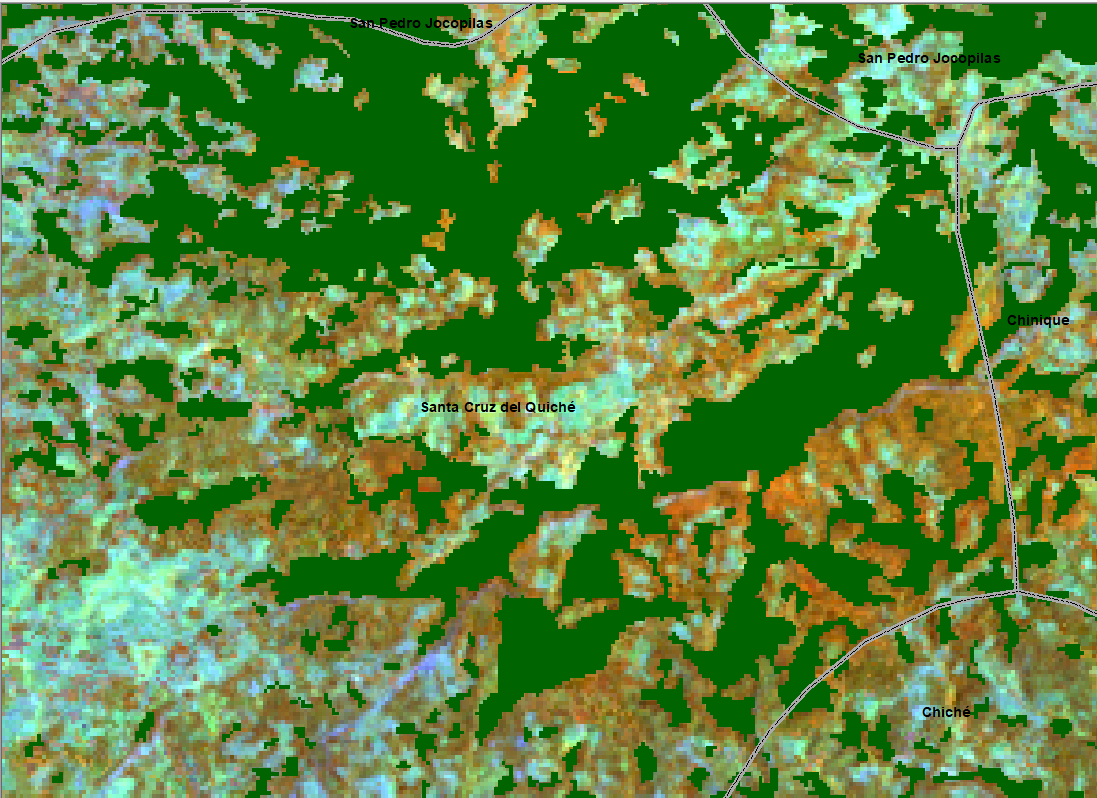 San Pedro Jocopilas
San Pedro Jocopilas
Chinique
Santa Cruz del Quiché
Chiché